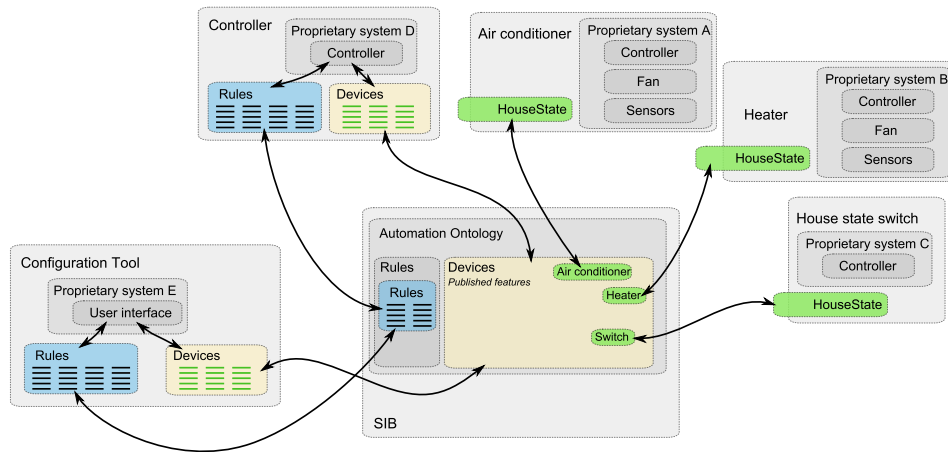 Controller
Proprietary system D
Controller
Rules
Devices
Air conditioner
Proprietary system A
Controller
Fan
Sensors
HouseState
Heater
Proprietary system B
Controller
Fan
Sensors
HouseState
House state switch
Proprietary system C
Controller
HouseState
Configuration Tool
Proprietary system E
User interface
Rules
Devices
Automation Ontology
Rules
Rules
Devices
Published features
Air conditioner
Heater
Switch
SIB